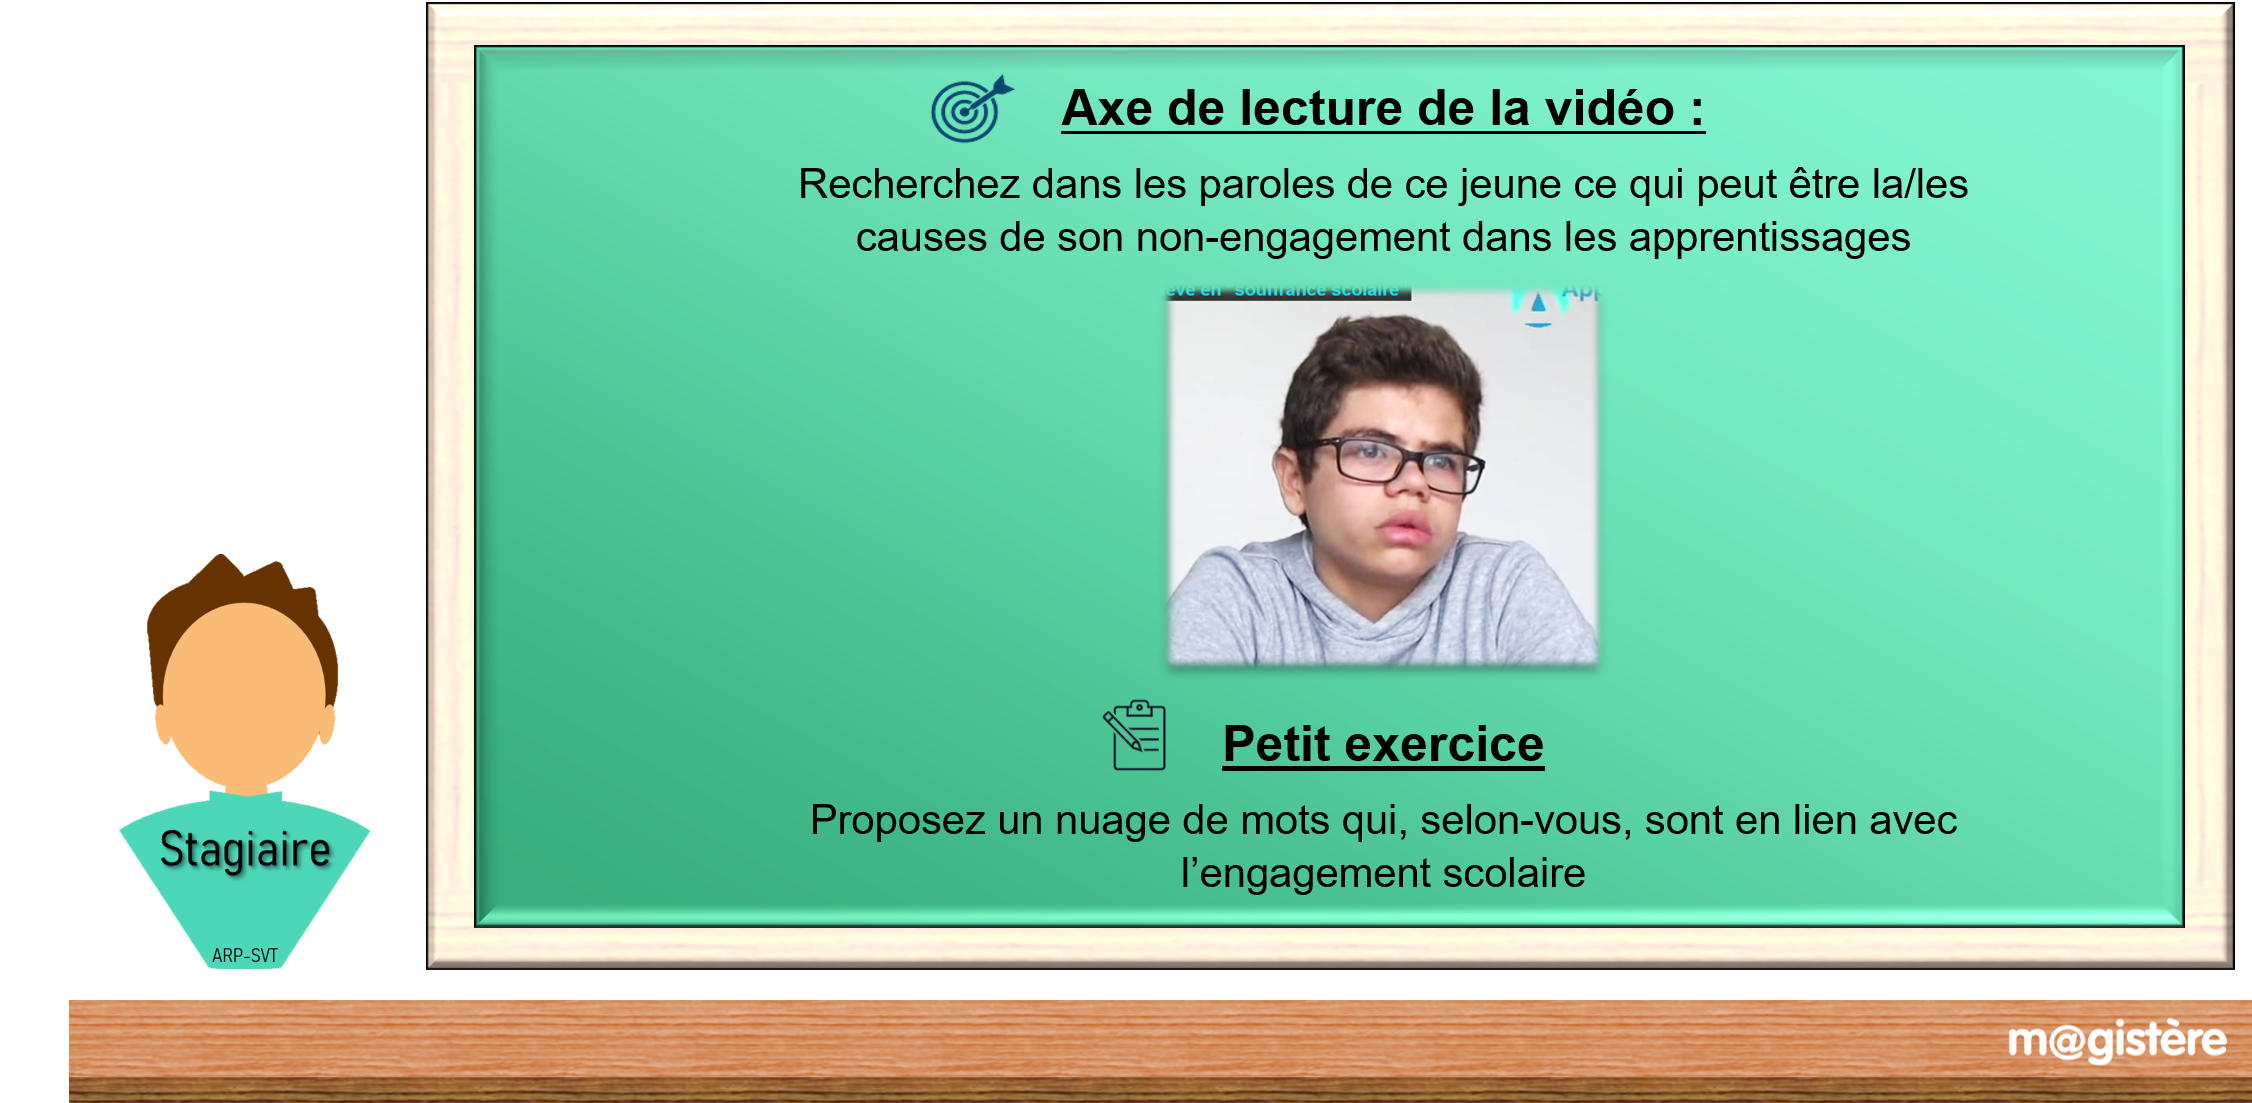 Axe de lecture de la vidéo :
Recherchez dans les paroles de ce jeune ce qui peut être la/les
causes de son non-engagement dans les apprentissages
en "souffrance scolaire
App
Petit exercice
Proposez un nuage de mots qui, selon-vous, sont en lien avec
l’engagement scolaire
Stagiaire
ARP-SVT
m@gistère